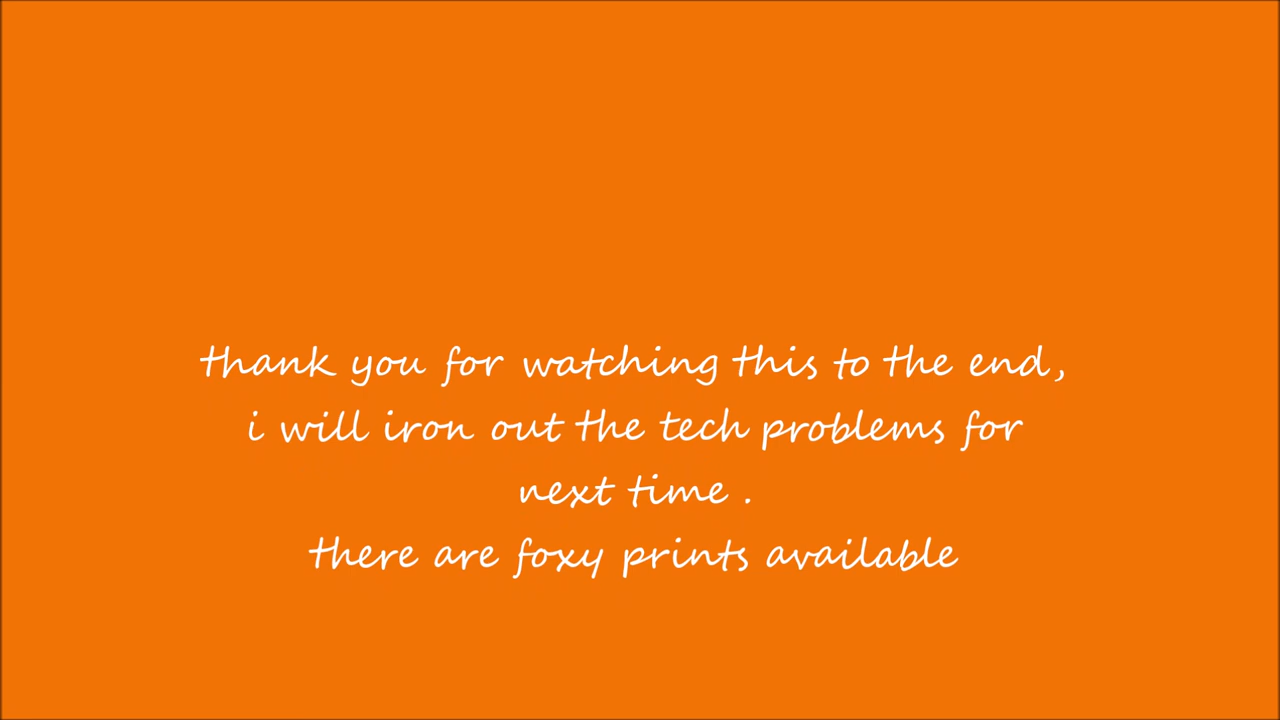 thank you for watching this to the end,
i will iron out the tech problems for
next time .
there are foxy prints available